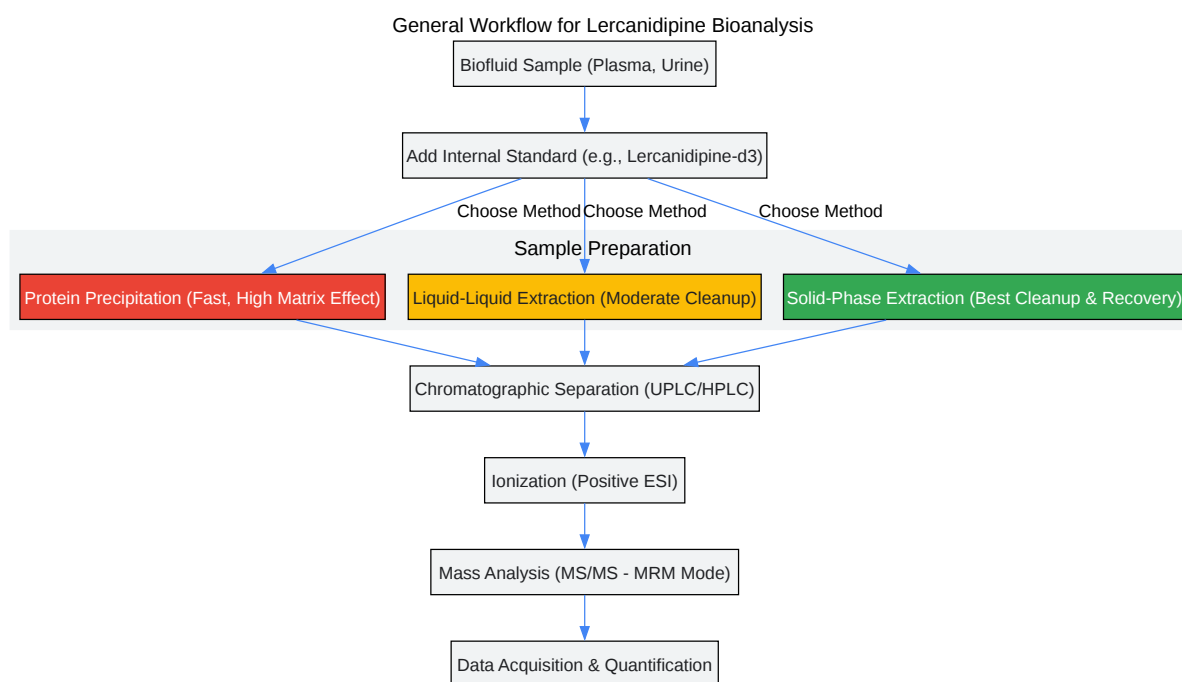 General Workflow for Lercanidipine Bioanalysis
Biofluid Sample (Plasma, Urine)
Add Internal Standard (e.g., Lercanidipine-d3)
Choose Method
Choose Method
Choose Method
Sample Preparation
Protein Precipitation (Fast, High Matrix Effect)
Liquid-Liquid Extraction (Moderate Cleanup)
Solid-Phase Extraction (Best Cleanup & Recovery)
Chromatographic Separation (UPLC/HPLC)
Ionization (Positive ESI)
Mass Analysis (MS/MS - MRM Mode)
Data Acquisition & Quantification